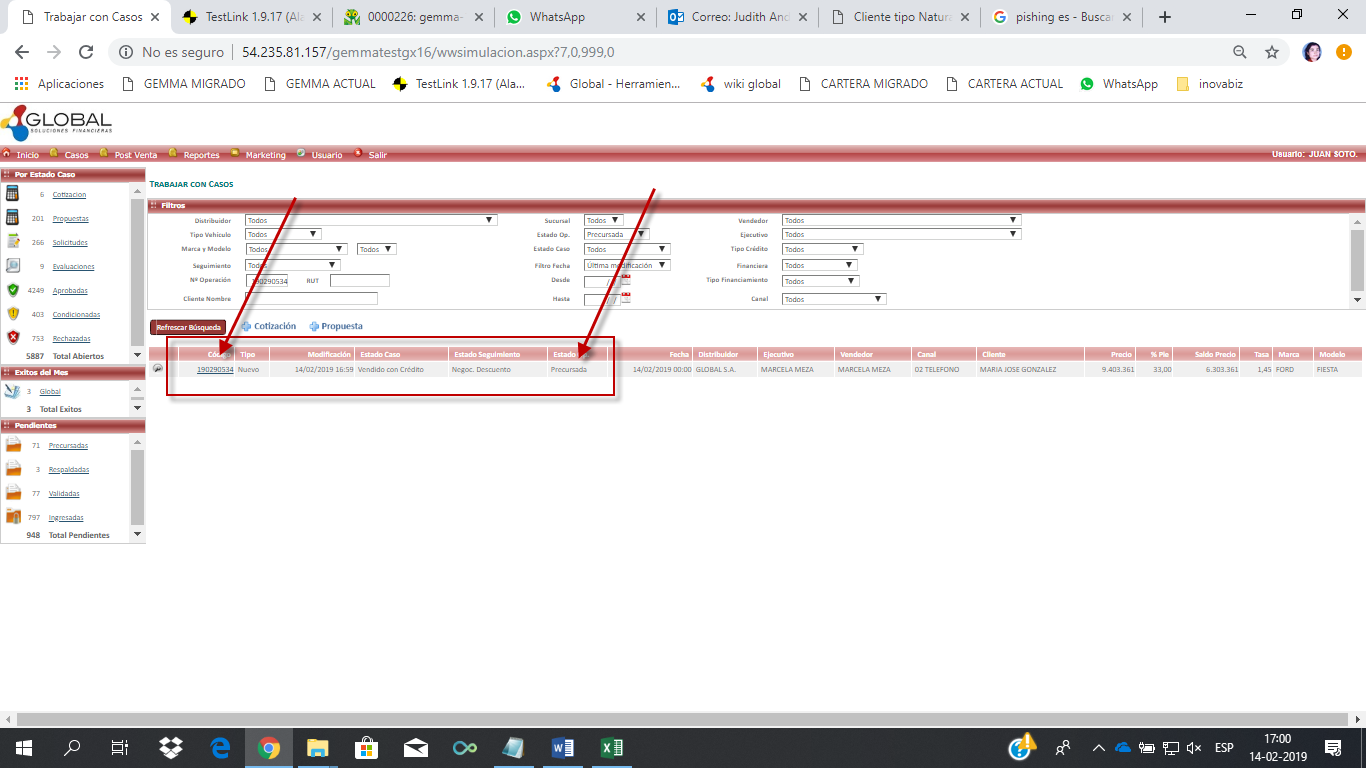 Trabajar con Casos
TestLink 1.9.17 (Ala
0000226: gemma-
WhatsApp
Correo: Judith And
Cliente tipo Natura
pishing es - Buscar
No es seguro | 54.235.81.157/gemmatestgx16/wwsimulacion.aspx?7,0,999,0
Aplicaciones GEMMA MIGRADO GEMMA ACTUAL TestLink 1.9.17 (Ala... Global - Herramien... wiki global CARTERA MIGRADO CARTERA ACTUAL WhatsApp inovabiz
GLOBAL
SOLUCIONES FINANCIERAS
Inicio Casos Post Venta Reportes Marketing Usuario Salir Usuario: JUAN SOTO.
Por Estado Caso
6 Cotizacion
201 Propuestas
266 Solicitudes
9 Evaluaciones
4249 Aprobadas
403 Condicionadas
753 Rechazadas
5887 Total Abiertos
Exitos del Mes
3 Global
3 Total Exitos
Pendientes
71 Precursadas
3 Respaldadas
77 Validadas
797 Ingresadas
948 Total Pendientes
TRABAJAR CON CASOS
Filtros
Distribuidor Todos Sucursal Todos Vendedor Todos
Tipo Vehículo Todos Estado Op. Precursada Ejecutivo Todos
Marca y Modelo Todos Todos Estado Caso Todos Tipo Crédito Todos
Seguimiento Todos Filtro Fecha Última modificación Financiera Todos
Nº Operación 190290534 RUT Desde / / Tipo Financiamiento Todos
Cliente Nombre Hasta / / Canal Todos
Refrescar Búsqueda Cotización Propuesta
Código Tipo Modificación Estado Caso Estado Seguimiento Estado Fecha Distribuidor Ejecutivo Vendedor Canal Cliente Precio % Pie Saldo Precio Tasa Marca Modelo
190290534 Nuevo 14/02/2019 16:59 Vendido con Crédito Negoc. Descuento Precursada 14/02/2019 00:00 GLOBAL S.A. MARCELA MEZA MARCELA MEZA 02 TELEFONO MARIA JOSE GONZALEZ 9.403.361 33,00 6.303.361 1,45 FORD FIESTA
ESP
17:00
14-02-2019